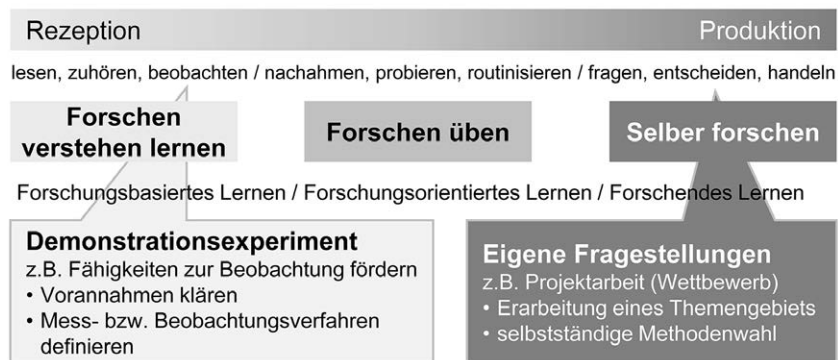 Rezeption Produktion
lesen, zuhören, beobachten / nachahmen, probieren, routinisieren / fragen, entscheiden, handeln
Forschen
verstehen lernen
Forschen üben
Selber forschen
Forschungsbasiertes Lernen / Forschungsorientiertes Lernen / Forschendes Lernen
Demonstrationsexperiment
z.B. Fähigkeiten zur Beobachtung fördern
• Vorannahmen klären
• Mess- bzw. Beobachtungsverfahren
definieren
Eigene Fragestellungen
z.B. Projektarbeit (Wettbewerb)
• Erarbeitung eines Themengebiets
• selbstständige Methodenwahl